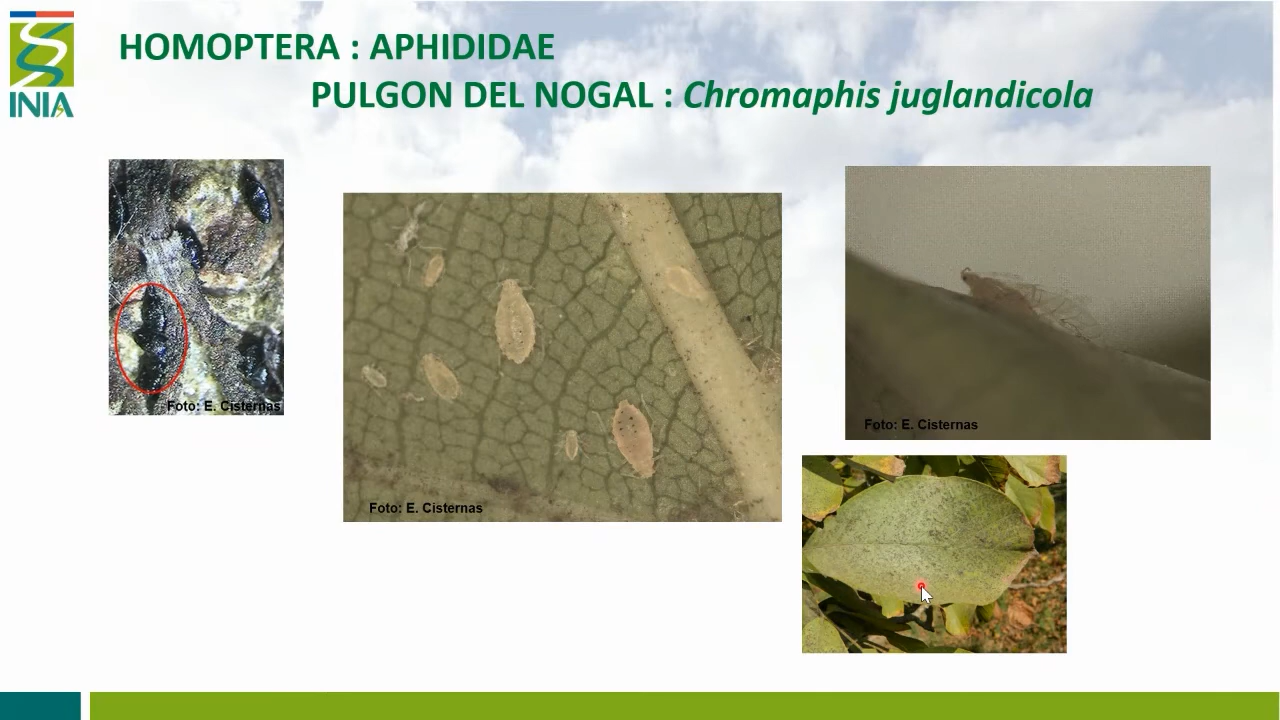 INIA
HOMOPTERA : APHIDIDAE
PULGON DEL NOGAL : Chromaphis juglandicola
Foto: E. Cisternas
Foto: E. Cisternas
Foto: E. Cisternas